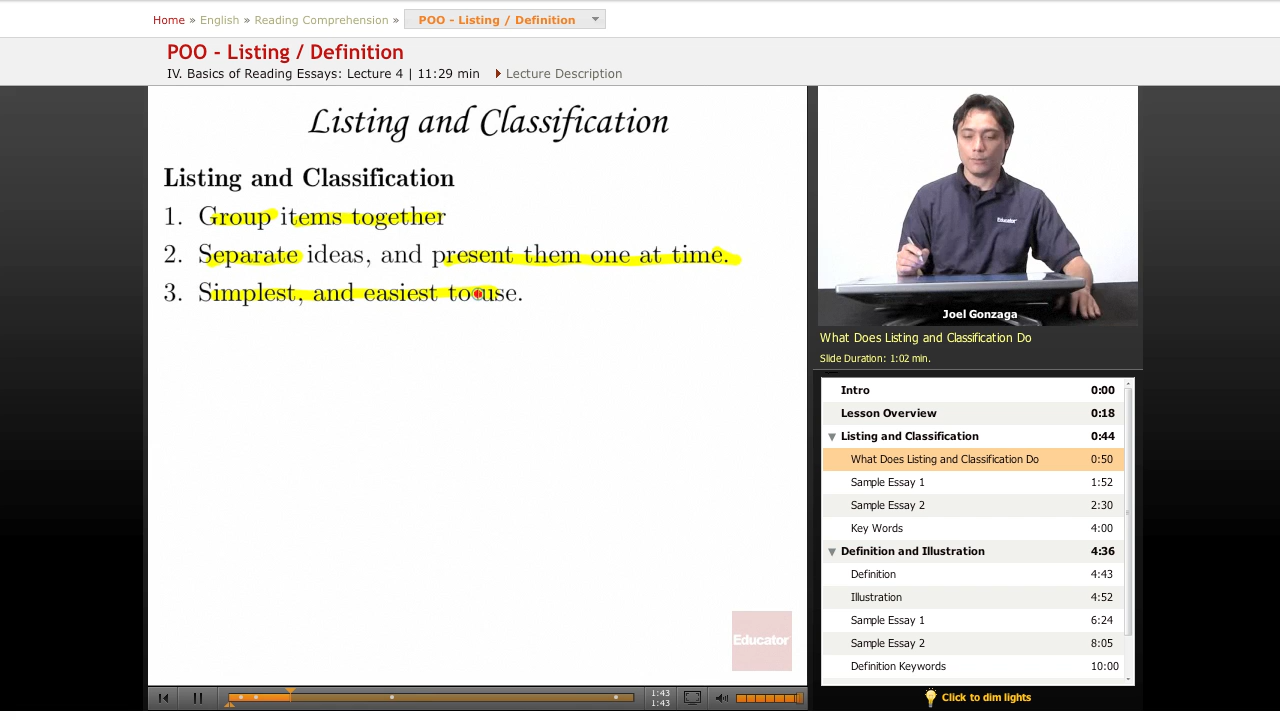 Home » English » Reading Comprehension » POO - Listing / Definition
POO - Listing / Definition
IV. Basics of Reading Essays: Lecture 4 | 11:29 min Lecture Description
Listing and Classification
Listing and Classification
1. Group items together
2. Separate ideas, and present them one at time.
3. Simplest, and easiest to use.
Educator
1:43
1:43
Educator
Joel Gonzaga
What Does Listing and Classification Do
Slide Duration: 1:02 min.
Intro 0:00
Lesson Overview 0:18
Listing and Classification 0:44
What Does Listing and Classification Do 0:50
Sample Essay 1 1:52
Sample Essay 2 2:30
Key Words 4:00
Definition and Illustration 4:36
Definition 4:43
Illustration 4:52
Sample Essay 1 6:24
Sample Essay 2 8:05
Definition Keywords 10:00
Click to dim lights